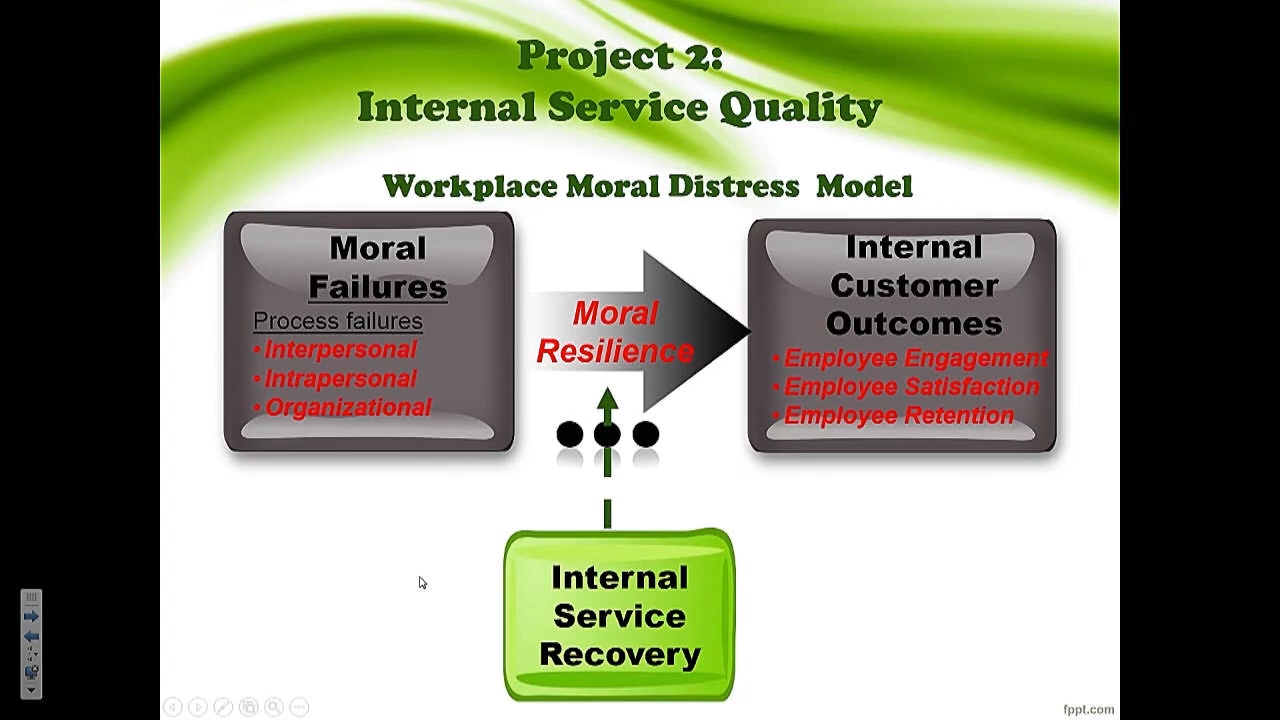 Project 2:
Internal Service Quality
Workplace Moral Distress Model
Moral
Failures
Process failures
• Interpersonal
• Intrapersonal
• Organizational
Moral
Resilience
Internal
Customer
Outcomes
• Employee Engagement
• Employee Satisfaction
• Employee Retention
Internal
Service
Recovery
fppt.com